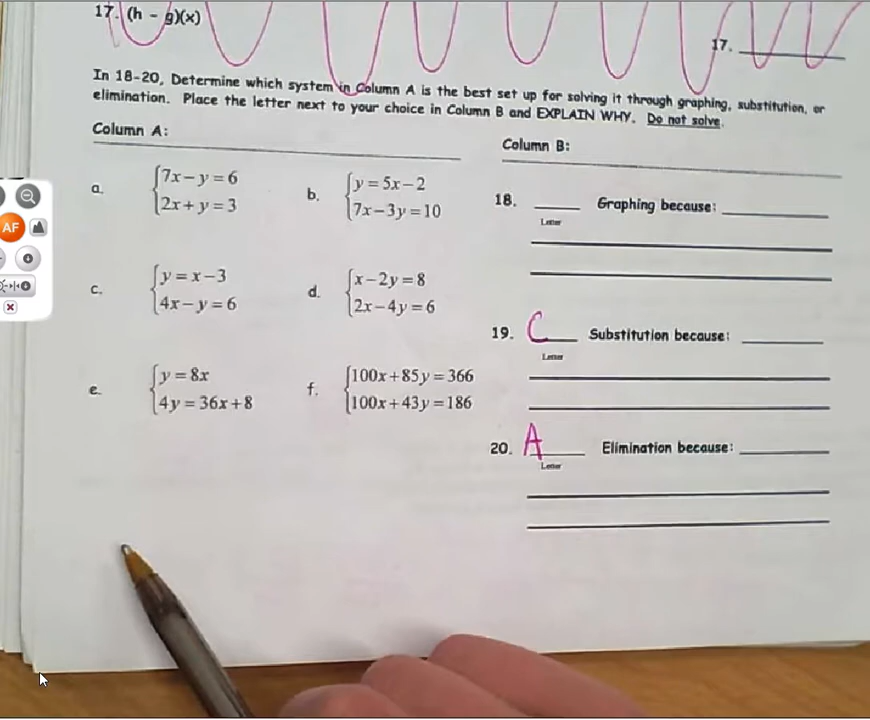 17. (h - g)(x)
17.
In 18-20, Determine which system in Column A is the best set up for solving it through graphing, substitution, or
elimination. Place the letter next to your choice in Column B and EXPLAIN WHY. Do not solve.
Column A:
Column B:
a. 7x - y = 6
2x + y = 3
b. y = 5x - 2
7x - 3y = 10
18. Graphing because:
Letter
c. y = x - 3
4x - y = 6
d. x - 2y = 8
2x - 4y = 6
19. C Substitution because:
Letter
e. y = 8x
4y = 36x + 8
f. 100x + 85y = 366
100x + 43y = 186
20. A Elimination because:
Letter
AF